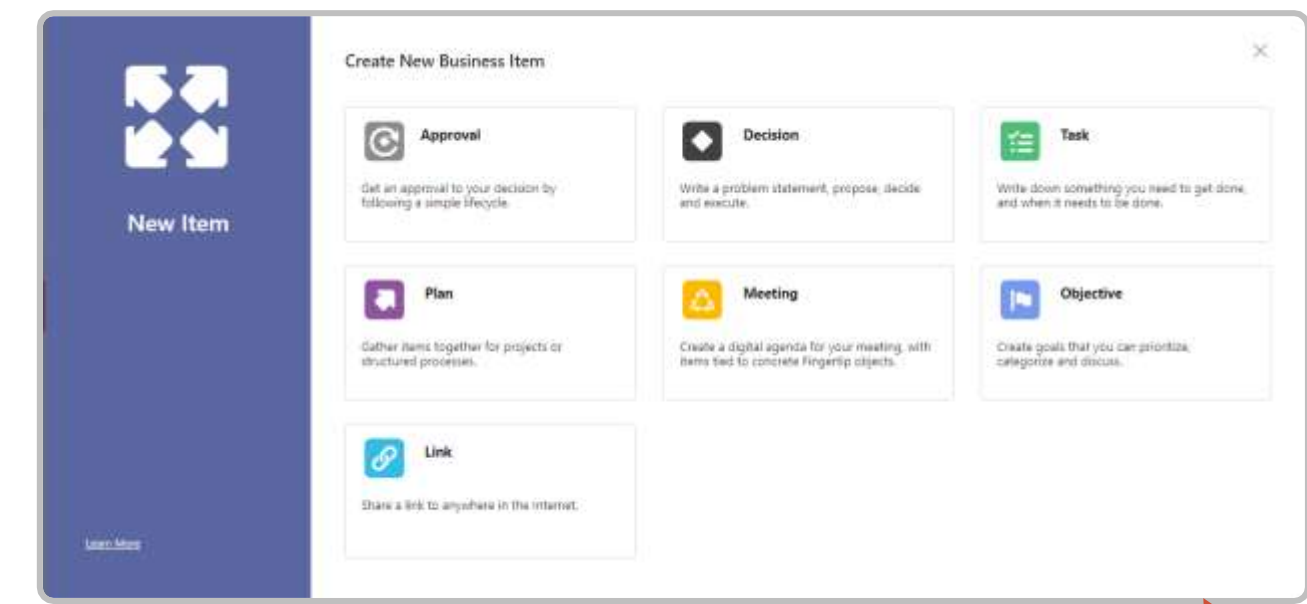 New Item
Learn More
Create New Business Item
Approval
Get an approval to your decision by
following a simple lifecycle.
Decision
Write a problem statement, propose, decide
and execute.
Task
Write down something you need to get done,
and when it needs to be done.
Plan
Gather items together for projects or
structured processes.
Meeting
Create a digital agenda for your meeting, with
items tied to concrete Fingertip objects.
Objective
Create goals that you can prioritize,
categorize and discuss.
Link
Share a link to anywhere in the internet.